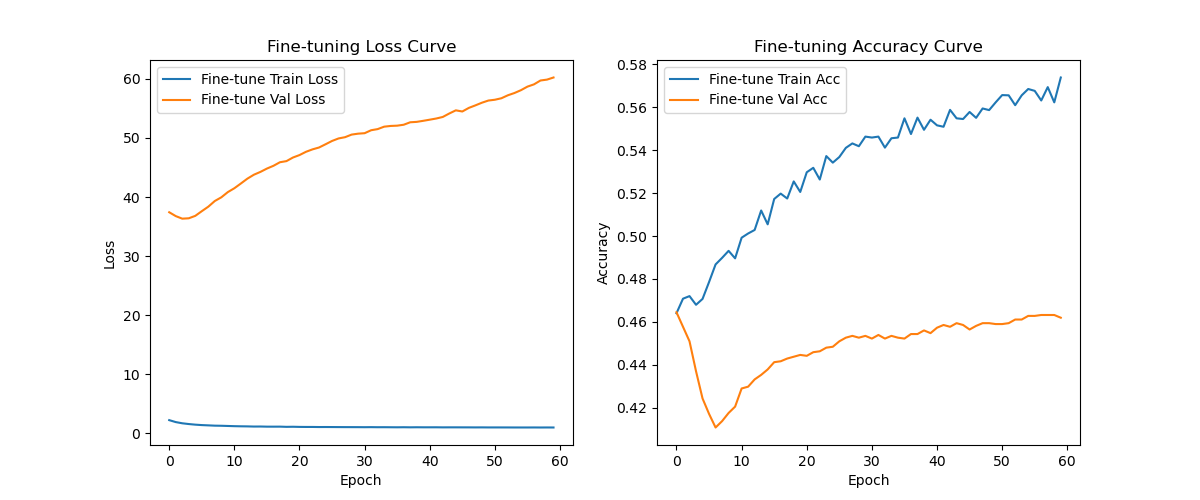 Fine-tuning Loss Curve
Fine-tune Train Loss
Fine-tune Val Loss
60
50
40
30
20
10
0
Loss
0 10 20 30 40 50 60
Epoch
Fine-tuning Accuracy Curve
Fine-tune Train Acc
Fine-tune Val Acc
0.58
0.56
0.54
0.52
0.50
0.48
0.46
0.44
0.42
Accuracy
0 10 20 30 40 50 60
Epoch